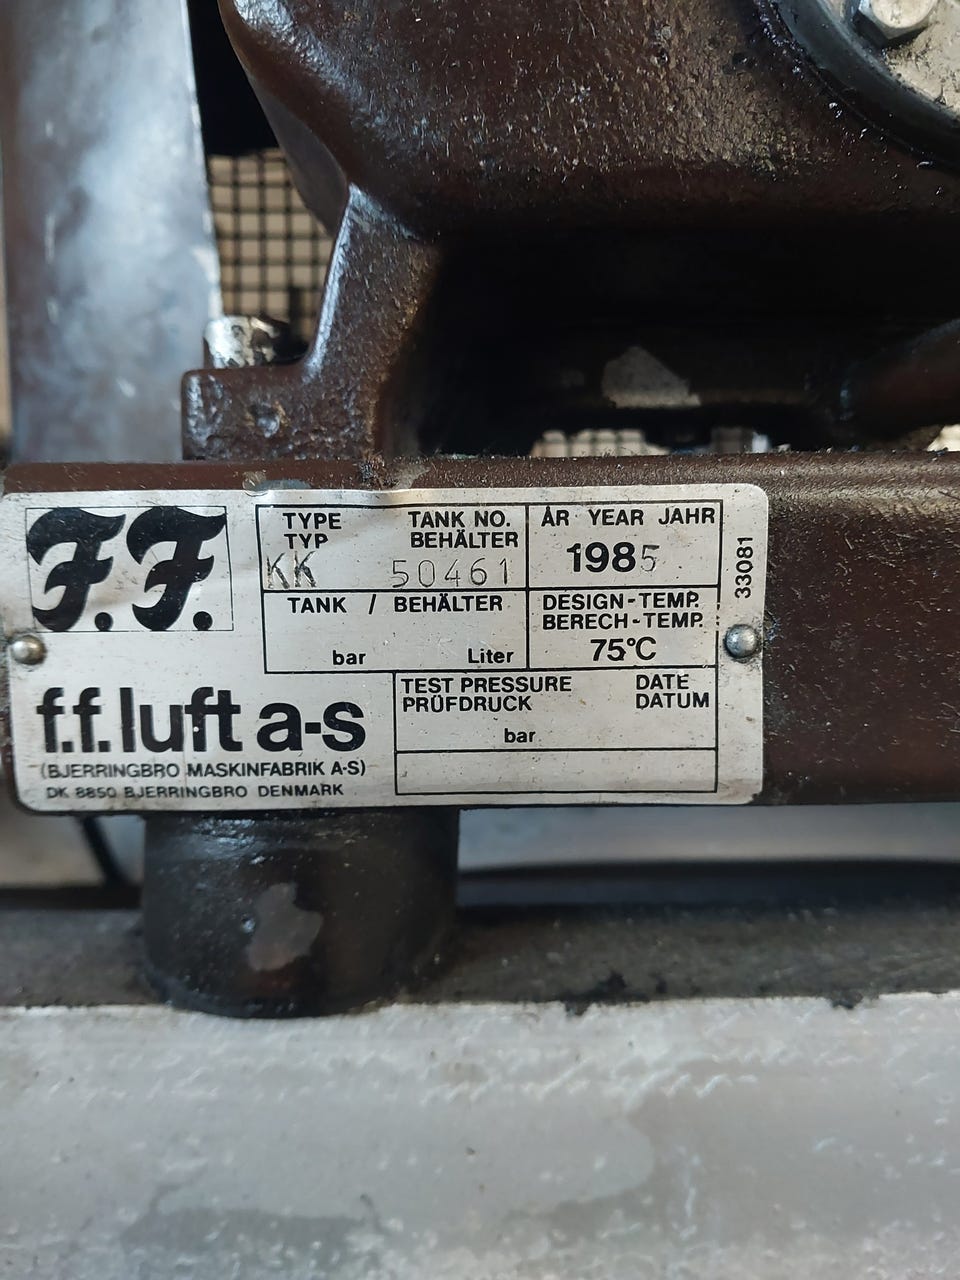 F.F.
TYPE TANK NO. ÅR YEAR JAHR
TYP BEHÄLTER
KK 50461 1985
TANK / BEHÄLTER DESIGN-TEMP.
BERECH-TEMP.
bar Liter 75°C
33081
f.f. luft a-s
(BJERRINGBRO MASKINFABRIK A-S)
DK 8850 BJERRINGBRO DENMARK
TEST PRESSURE DATE
PRÜFDRUCK DATUM
bar